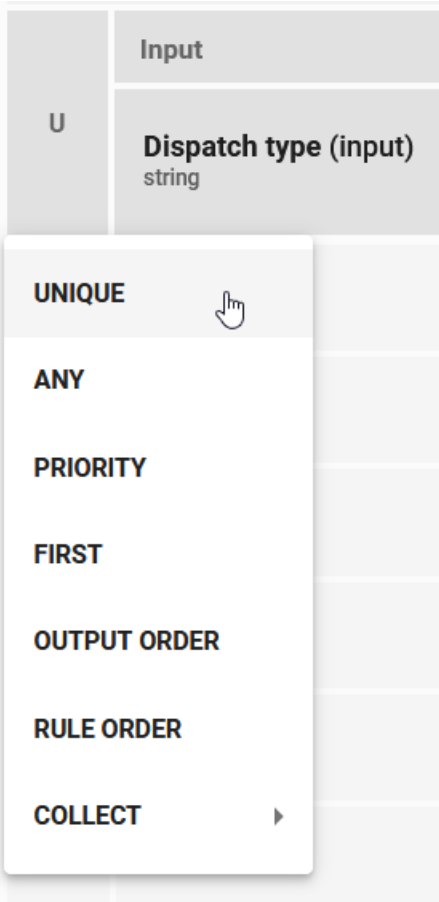 Input
U
Dispatch type (input)
string
UNIQUE
ANY
PRIORITY
FIRST
OUTPUT ORDER
RULE ORDER
COLLECT